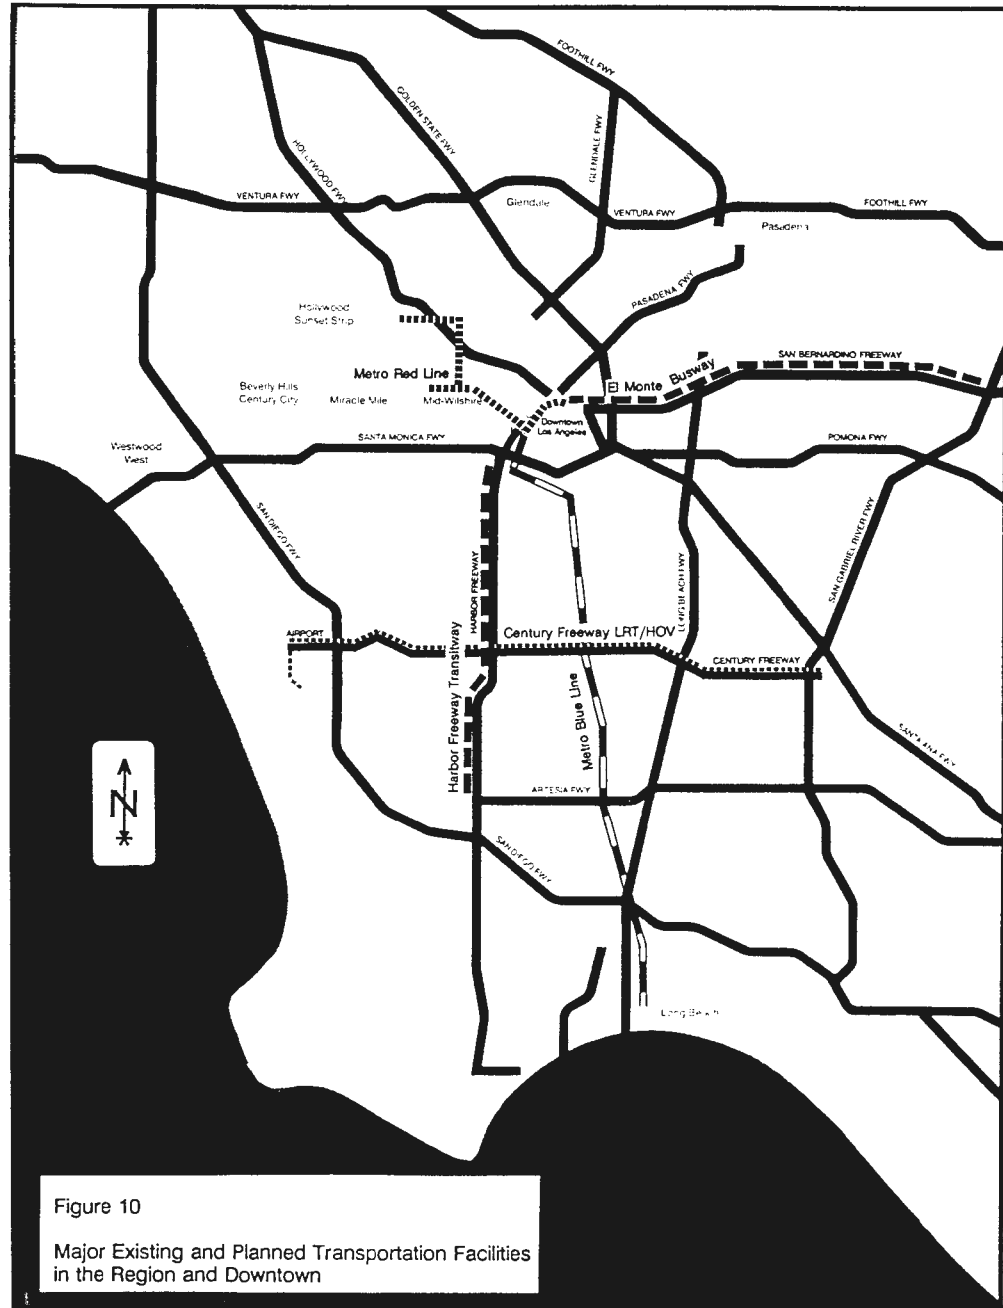 FOOTHILL FWY
GOLDEN STATE FWY
GLENDALE FWY
HOLLYWOOD FWY
VENTURA FWY
Glendale
VENTURA FWY
FOOTHILL FWY
Pasadena
PASADENA FWY
Hollywood
Sunset Strip
SAN BERNARDINO FREEWAY
Metro Red Line
El Monte Busway
Beverly Hills
Century City
Miracle Mile
Mid-Wilshire
Downtown
Los Angeles
SANTA MONICA FWY
POMONA FWY
Westwood
West
SAN DIEGO FWY
SAN GABRIEL RIVER FWY
HARBOR FREEWAY
LONG BEACH FWY
AIRPORT
Century Freeway LRT/HOV
CENTURY FREEWAY
Harbor Freeway Transitway
Metro Blue Line
SANTA ANA FWY
N
ARTESIA FWY
SAN DIEGO FWY
Long Beach
Figure 10
Major Existing and Planned Transportation Facilities
in the Region and Downtown